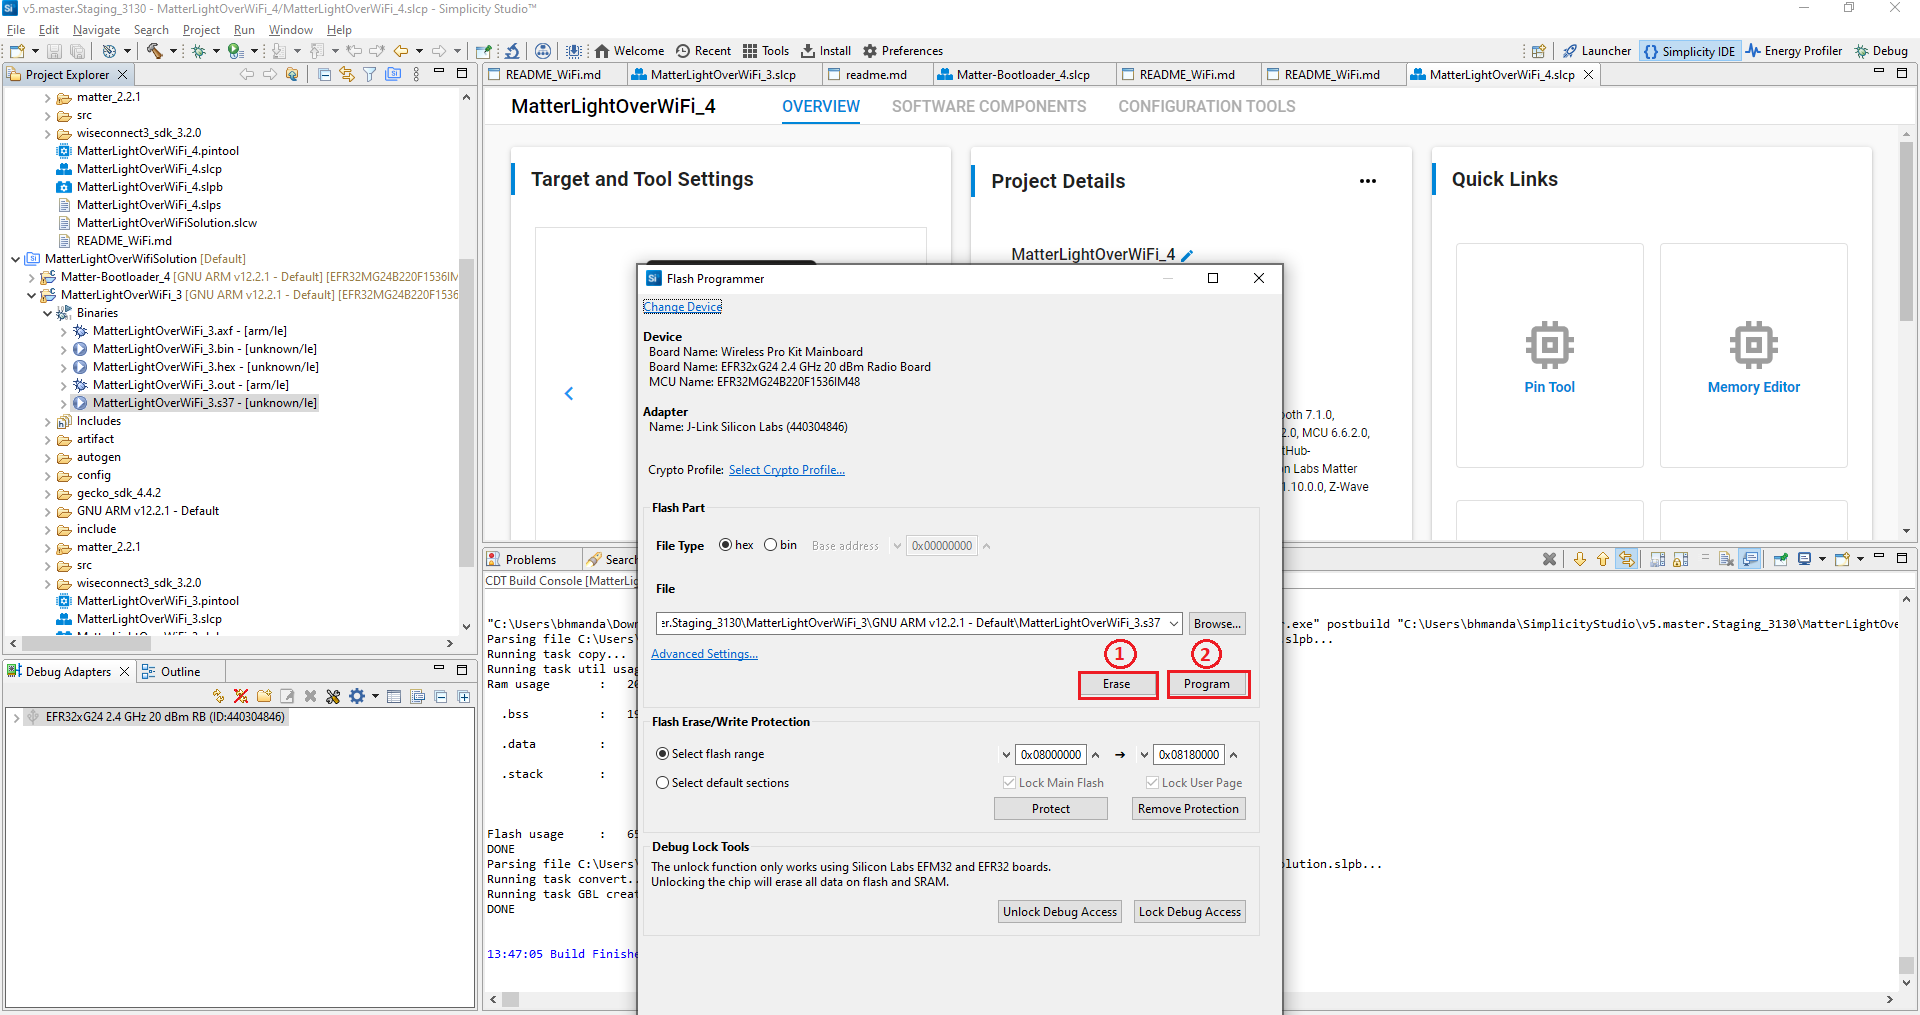 v5.master.Staging_3130 - MatterLightOverWiFi_4/MatterLightOverWiFi_4.slcp - Simplicity Studio™
File Edit Navigate Search Project Run Window Help
Welcome Recent Tools Install Preferences
Launcher Simplicity IDE Energy Profiler Debug
Project Explorer
matter_2.2.1
src
wiseconnect3_sdk_3.2.0
MatterLightOverWiFi_4.pintool
MatterLightOverWiFi_4.slcp
MatterLightOverWiFi_4.slpb
MatterLightOverWiFi_4.slps
MatterLightOverWiFiSolution.slcw
README_WiFi.md
MatterLightOverWifiSolution [Default]
Matter-Bootloader_4 [GNU ARM v12.2.1 - Default] [EFR32MG24B220F1536IM
MatterLightOverWiFi_3 [GNU ARM v12.2.1 - Default] [EFR32MG24B220F1536
Binaries
MatterLightOverWiFi_3.axf - [arm/le]
MatterLightOverWiFi_3.bin - [unknown/le]
MatterLightOverWiFi_3.hex - [unknown/le]
MatterLightOverWiFi_3.out - [arm/le]
MatterLightOverWiFi_3.s37 - [unknown/le]
Includes
artifact
autogen
config
gecko_sdk_4.4.2
GNU ARM v12.2.1 - Default
include
matter_2.2.1
src
wiseconnect3_sdk_3.2.0
MatterLightOverWiFi_3.pintool
MatterLightOverWiFi_3.slcp
Debug Adapters
Outline
EFR32xG24 2.4 GHz 20 dBm RB (ID:440304846)
README_WiFi.md
MatterLightOverWiFi_3.slcp
readme.md
Matter-Bootloader_4.slcp
README_WiFi.md
README_WiFi.md
MatterLightOverWiFi_4.slcp
MatterLightOverWiFi_4
OVERVIEW
SOFTWARE COMPONENTS
CONFIGURATION TOOLS
Target and Tool Settings
Project Details
•••
MatterLightOverWiFi_4
oth 7.1.0,
2.0, MCU 6.6.2.0,
tHub-
n Labs Matter
1.10.0.0, Z-Wave
Quick Links
Pin Tool
Memory Editor
Flash Programmer
Change Device
Device
Board Name: Wireless Pro Kit Mainboard
Board Name: EFR32xG24 2.4 GHz 20 dBm Radio Board
MCU Name: EFR32MG24B220F1536IM48
Adapter
Name: J-Link Silicon Labs (440304846)
Crypto Profile: Select Crypto Profile...
Flash Part
File Type hex bin Base address 0x00000000
File
er.Staging_3130\MatterLightOverWiFi_3\GNU ARM v12.2.1 - Default\MatterLightOverWiFi_3.s37
Browse...
Advanced Settings...
1 2
Erase Program
Flash Erase/Write Protection
Select flash range 0x08000000 0x08180000
Select default sections Lock Main Flash Lock User Page
Protect Remove Protection
Debug Lock Tools
The unlock function only works using Silicon Labs EFM32 and EFR32 boards.
Unlocking the chip will erase all data on flash and SRAM.
Unlock Debug Access Lock Debug Access
Problems
Search
CDT Build Console [MatterLig
"C:\Users\bhmanda\Dow
Parsing file C:\Users
Running task copy...
Running task util usag
Ram usage : 20
.bss : 19
.data :
.stack :
Flash usage : 65
DONE
Parsing file C:\Users\
Running task convert..
Running task GBL creat
DONE
13:47:05 Build Finishe
r.exe" postbuild "C:\Users\bhmanda\SimplicityStudio\v5.master.Staging_3130\MatterLightOve
slpb...
olution.slpb...